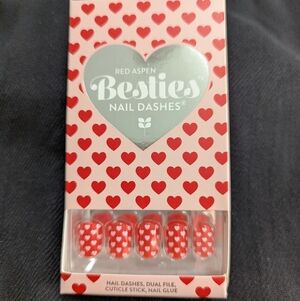 RED ASPEN
Besties
NAIL DASHES®
NAIL DASHES, DUAL FILE,
CUTICLE STICK, NAIL GLUE